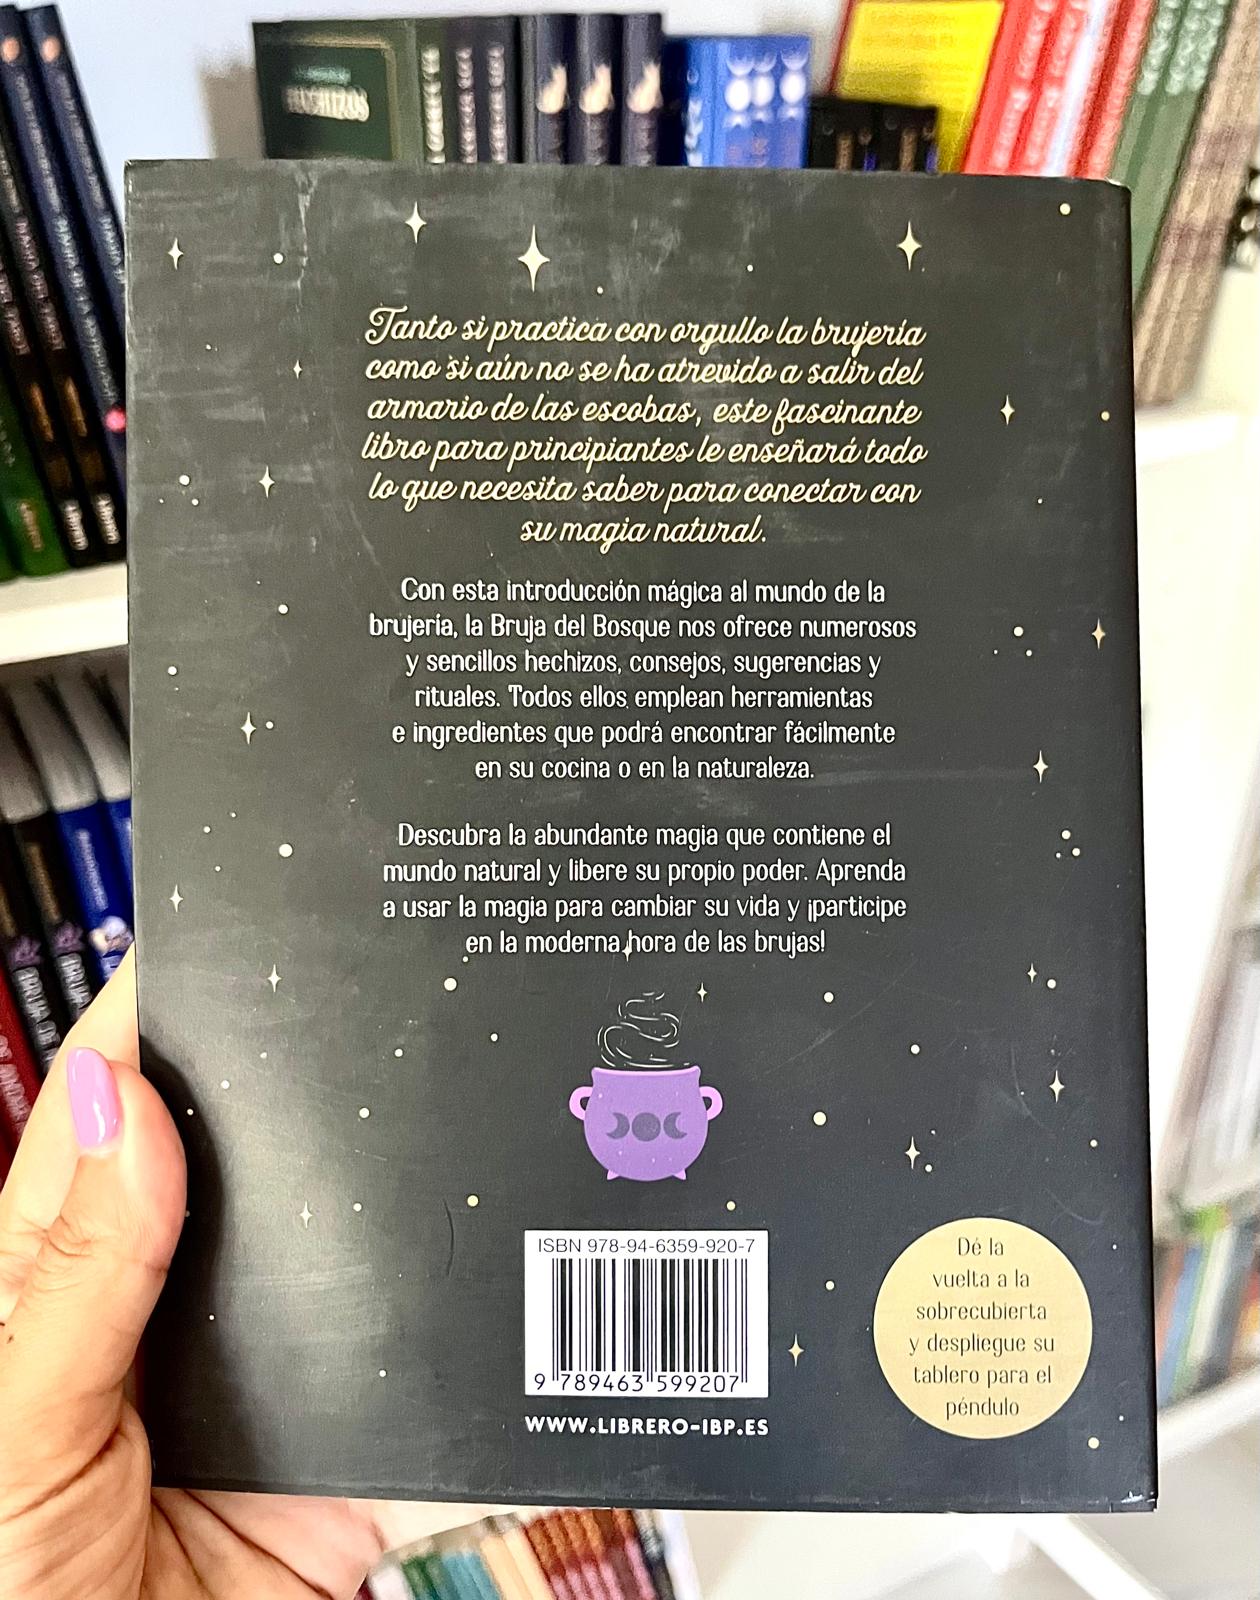 HECHIZOS
Tanto si practica con orgullo la brujería
como si aún no se ha atrevido a salir del
armario de las escobas, este fascinante
libro para principiantes le enseñará todo
lo que necesita saber para conectar con
su magia natural.
Con esta introducción mágica al mundo de la
brujería, la Bruja del Bosque nos ofrece numerosos
y sencillos hechizos, consejos, sugerencias y
rituales. Todos ellos emplean herramientas
e ingredientes que podrá encontrar fácilmente
en su cocina o en la naturaleza.
Descubra la abundante magia que contiene el
mundo natural y libere su propio poder. Aprenda
a usar la magia para cambiar su vida y ¡participe
en la moderna hora de las brujas!
ISBN 978-94-6359-920-7
9 789463 599207
WWW.LIBRERO-IBP.ES
Dé la
vuelta a la
sobrecubierta
y despliegue su
tablero para el
péndulo